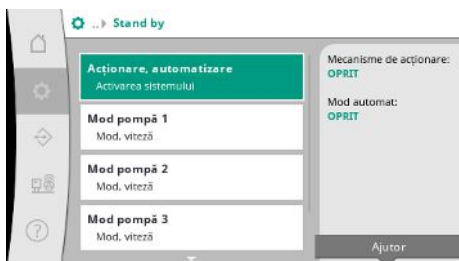 ..▸ Stand by
Acționare, automatizare
Activarea sistemului
Mod pompă 1
Mod. viteză
Mod pompă 2
Mod. viteză
Mod pompă 3
Mod. viteză
Mecanisme de acționare:
OPRIT
Mod automat:
OPRIT
Ajutor